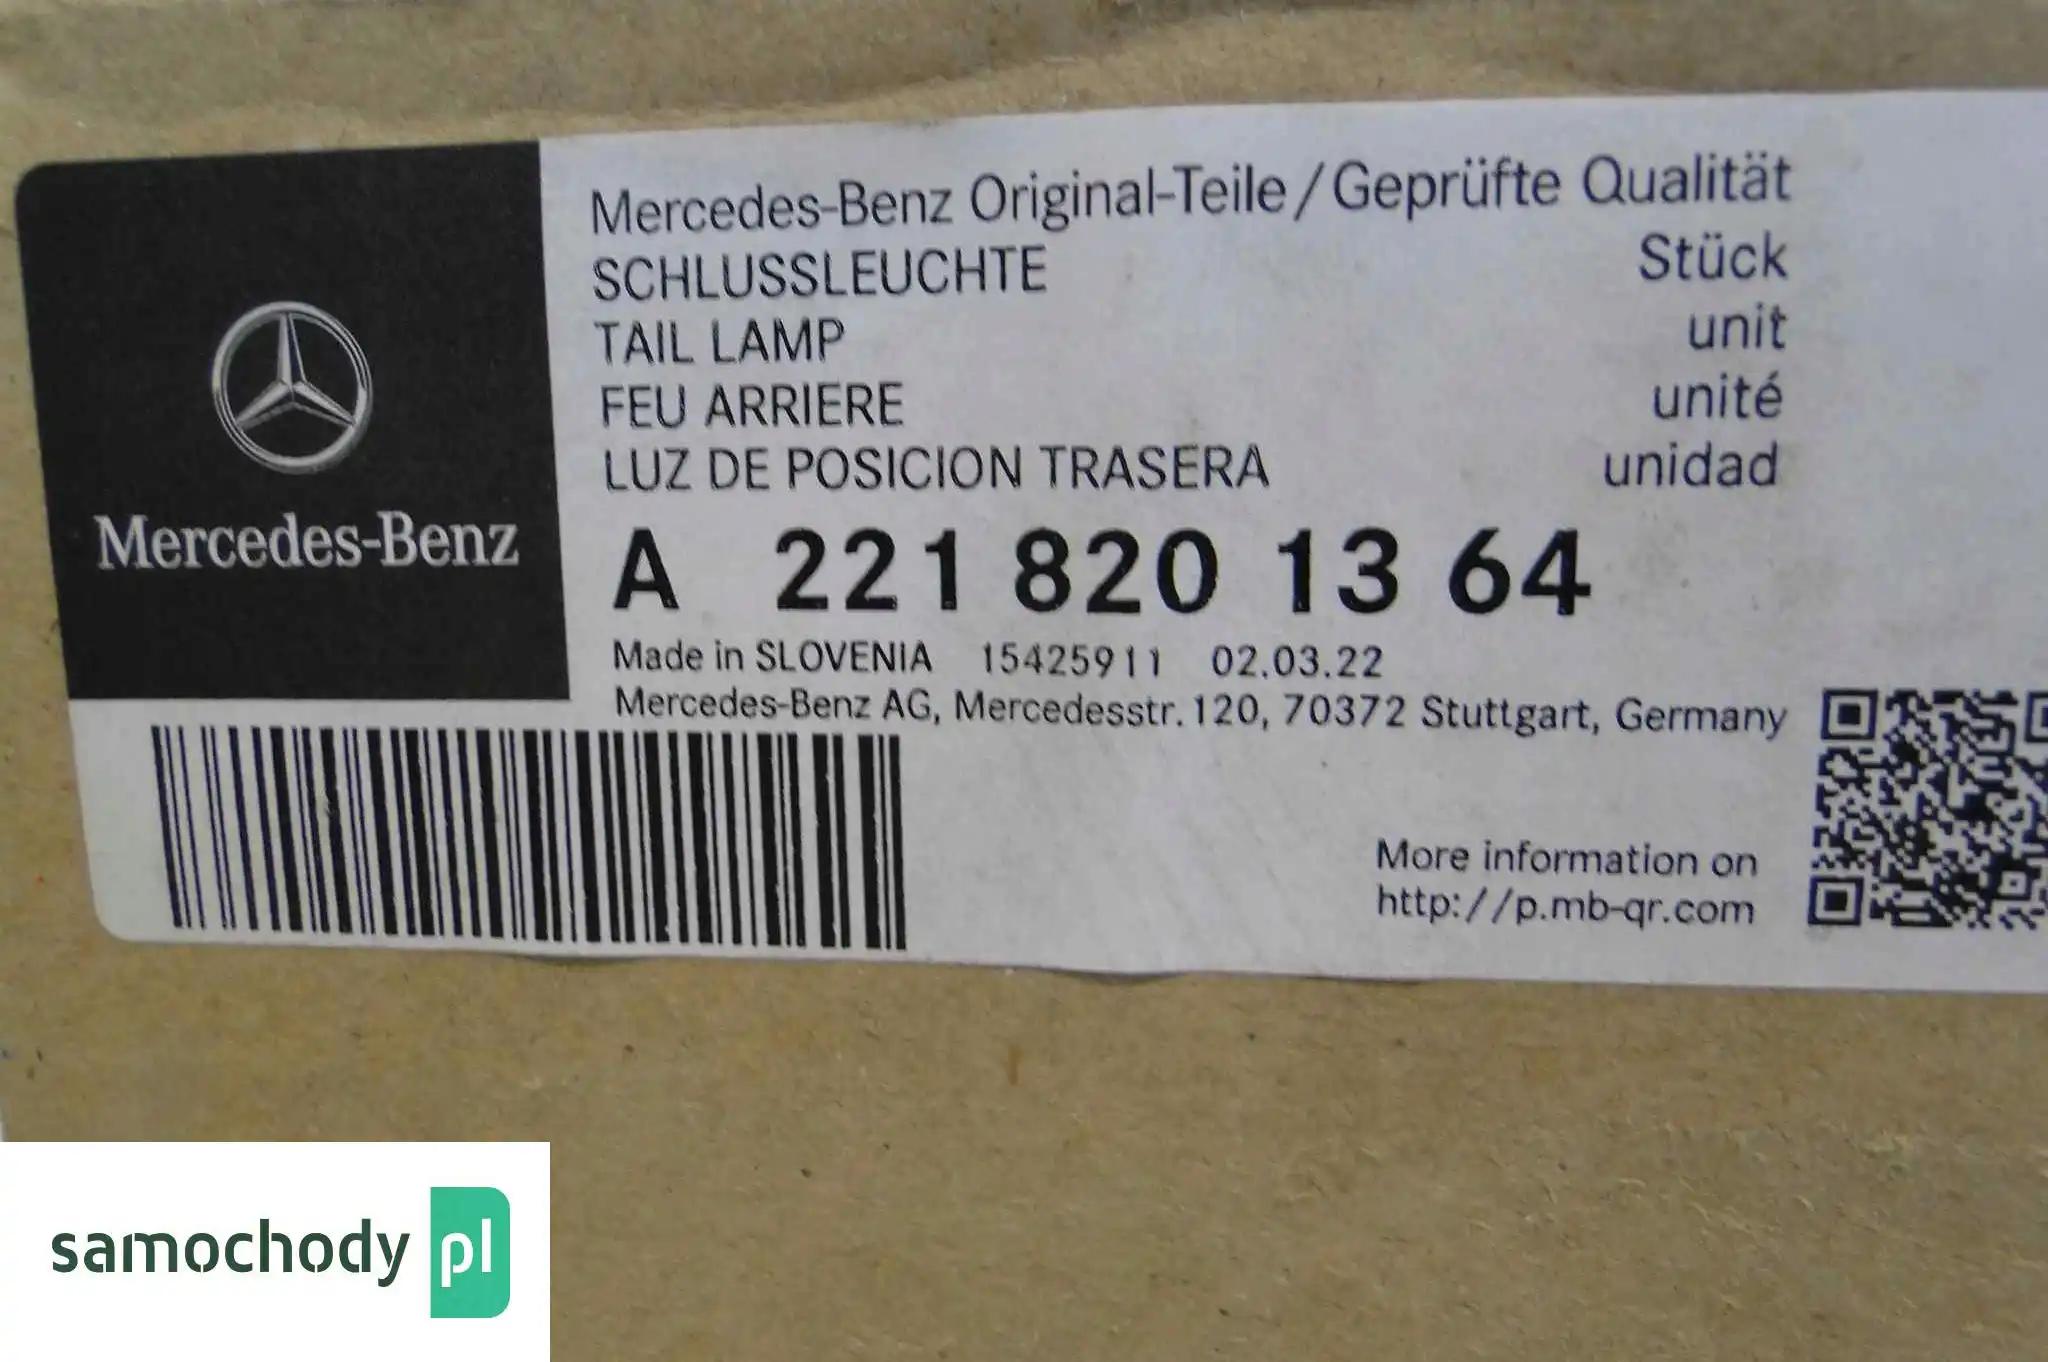 Mercedes-Benz Original-Teile/Geprüfte Qualität
SCHLUSSLEUCHTE Stück
TAIL LAMP unit
FEU ARRIERE unité
LUZ DE POSICION TRASERA unidad
Mercedes-Benz
A 221 820 13 64
Made in SLOVENIA 15425911 02.03.22
Mercedes-Benz AG, Mercedesstr. 120, 70372 Stuttgart, Germany
More information on
http://p.mb-qr.com
samochody pl